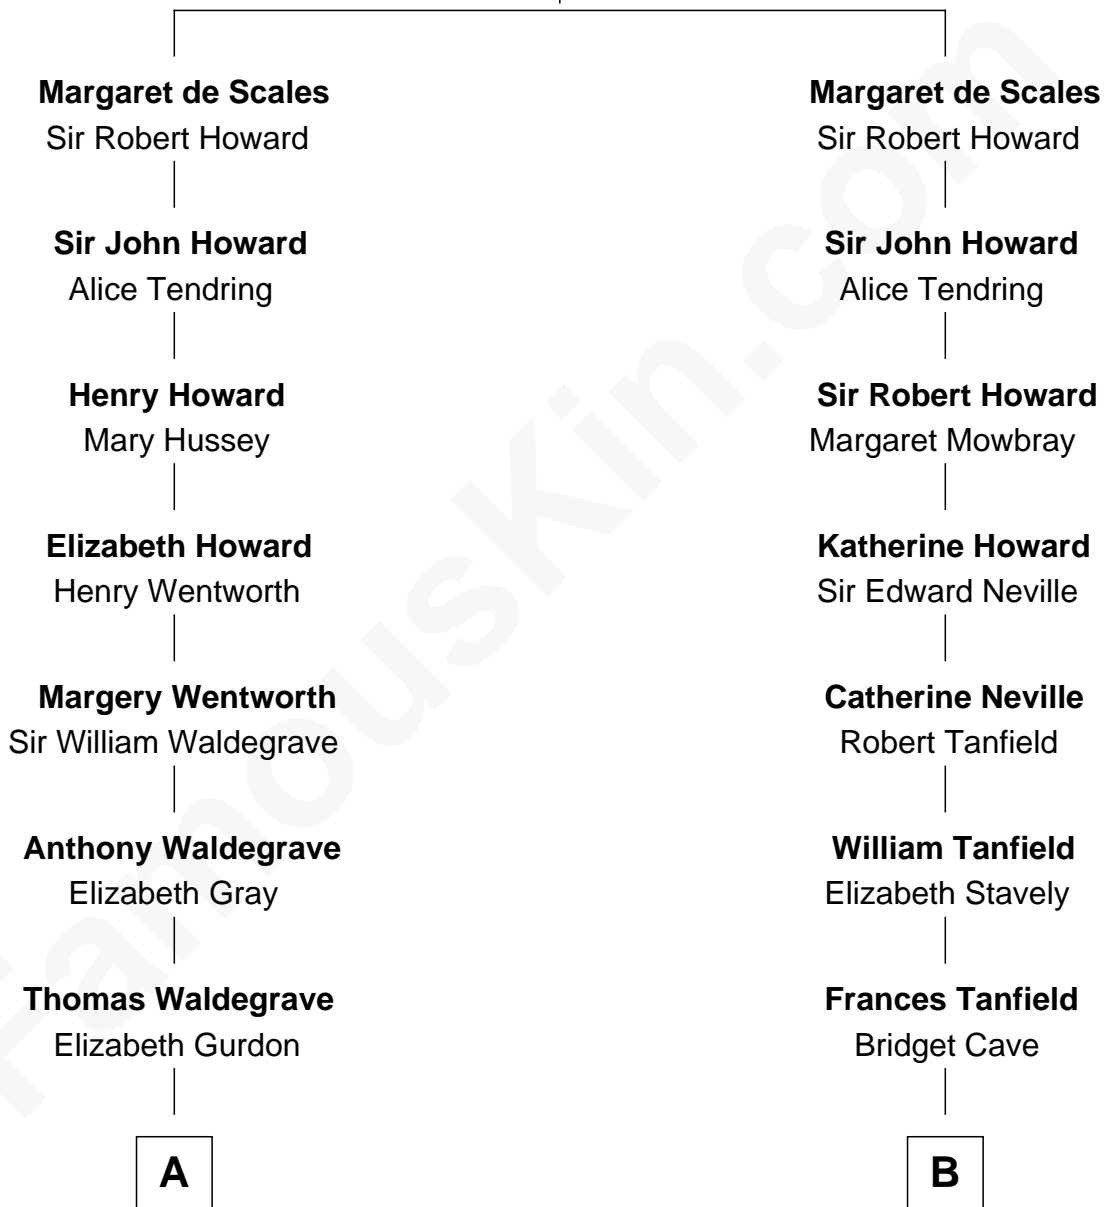 Margaret de Scales
Sir Robert Howard
Sir John Howard
Alice Tendring
Henry Howard
Mary Hussey
Elizabeth Howard
Henry Wentworth
Margery Wentworth
Sir William Waldegrave
Anthony Waldegrave
Elizabeth Gray
Thomas Waldegrave
Elizabeth Gurdon
A
Margaret de Scales
Sir Robert Howard
Sir John Howard
Alice Tendring
Sir Robert Howard
Margaret Mowbray
Katherine Howard
Sir Edward Neville
Catherine Neville
Robert Tanfield
William Tanfield
Elizabeth Stavely
Frances Tanfield
Bridget Cave
B
FamousKin.com